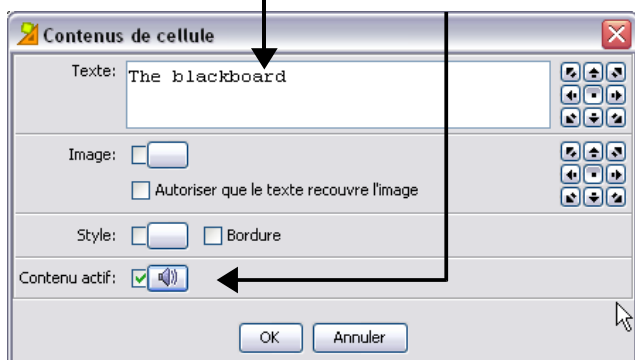 Contenus de cellule
Texte: The blackboard
Image:
Autoriser que le texte recouvre l'image
Style: Bordure
Contenu actif:
OK Annuler